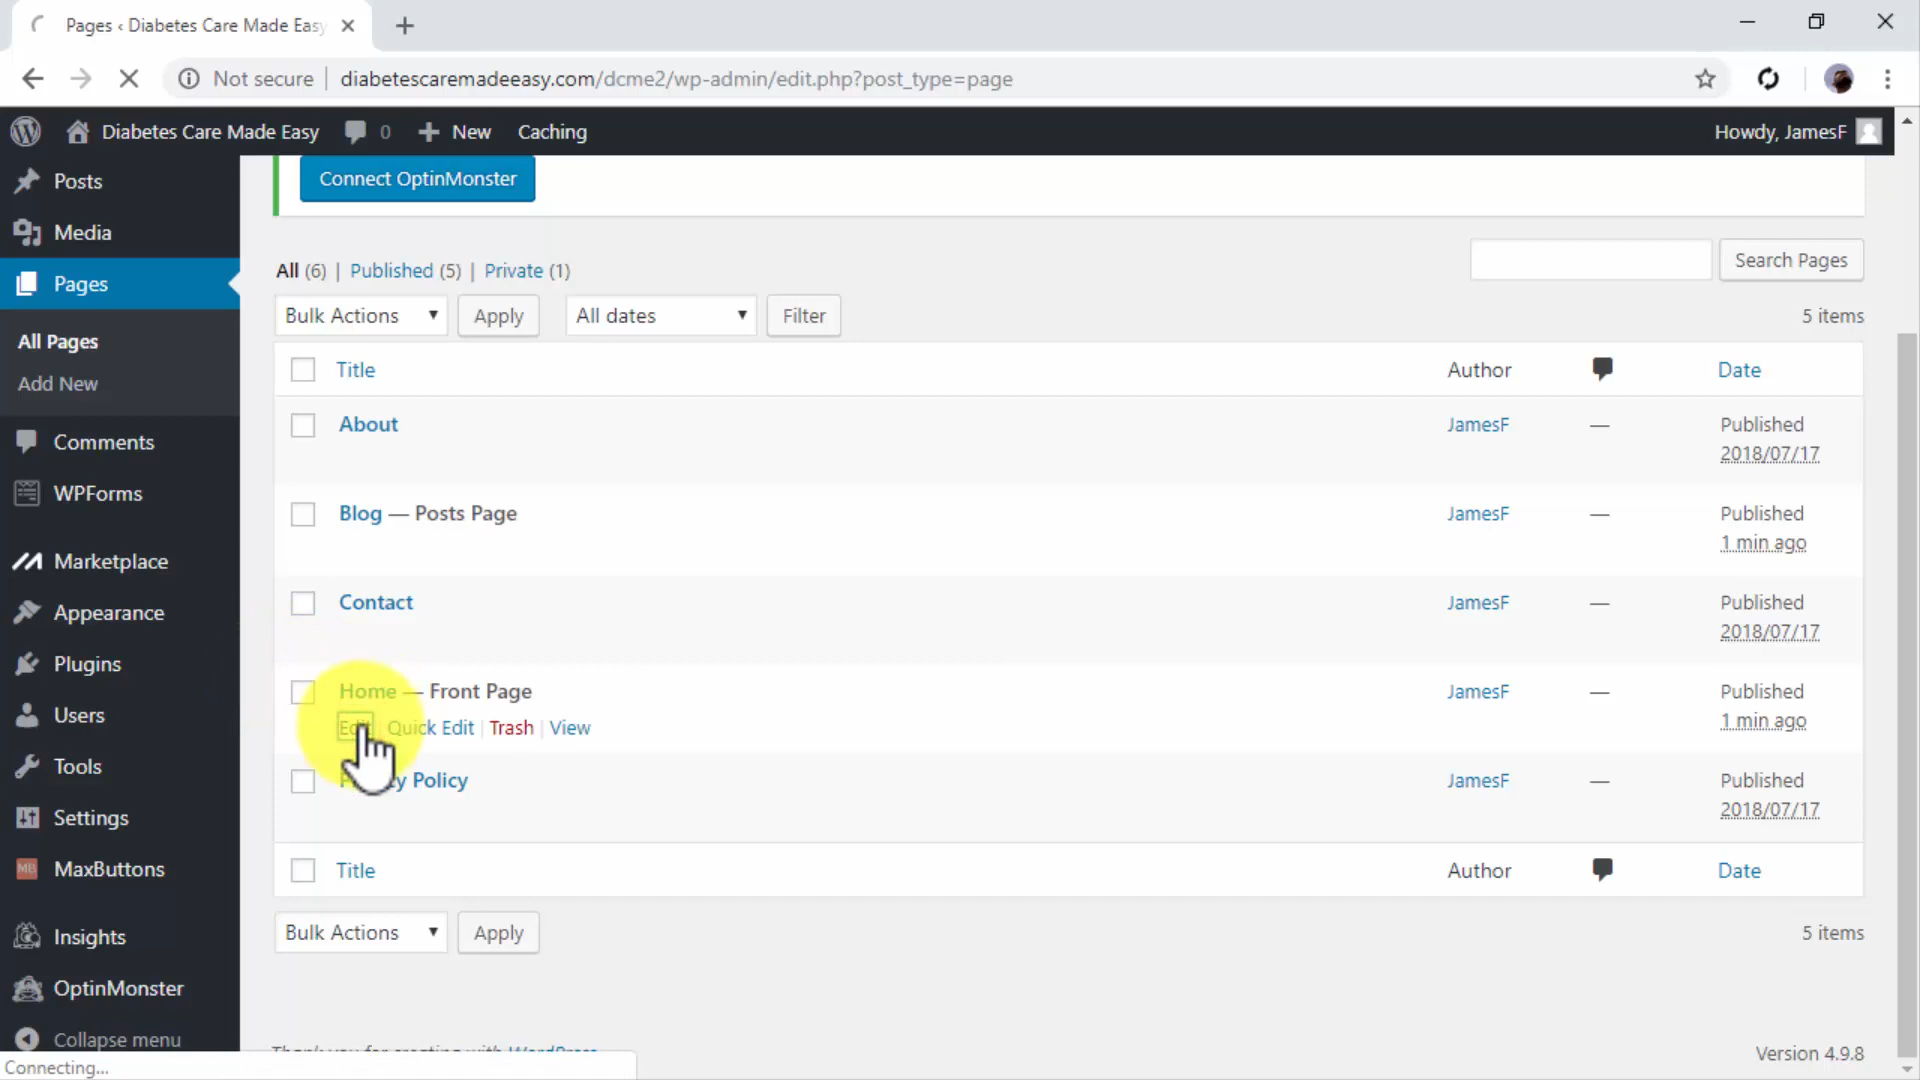 Pages ‹ Diabetes Care Made Easy
Not secure | diabetescaremadeeasy.com/dcme2/wp-admin/edit.php?post_type=page
Diabetes Care Made Easy 0 New Caching Howdy, JamesF
Posts
Media
Pages
All Pages
Add New
Comments
WPForms
Marketplace
Appearance
Plugins
Users
Tools
Settings
MB MaxButtons
Insights
OptinMonster
Collapse menu
Connecting...
Connect OptinMonster
All (6) | Published (5) | Private (1)
Search Pages
Bulk Actions Apply All dates Filter 5 items
Title Author Date
About JamesF — Published
2018/07/17
Blog — Posts Page JamesF — Published
1 min ago
Contact JamesF — Published
2018/07/17
Home — Front Page JamesF — Published
1 min ago
Edit | Quick Edit | Trash | View
Policy JamesF — Published
2018/07/17
Title Author Date
Bulk Actions Apply 5 items
Version 4.9.8